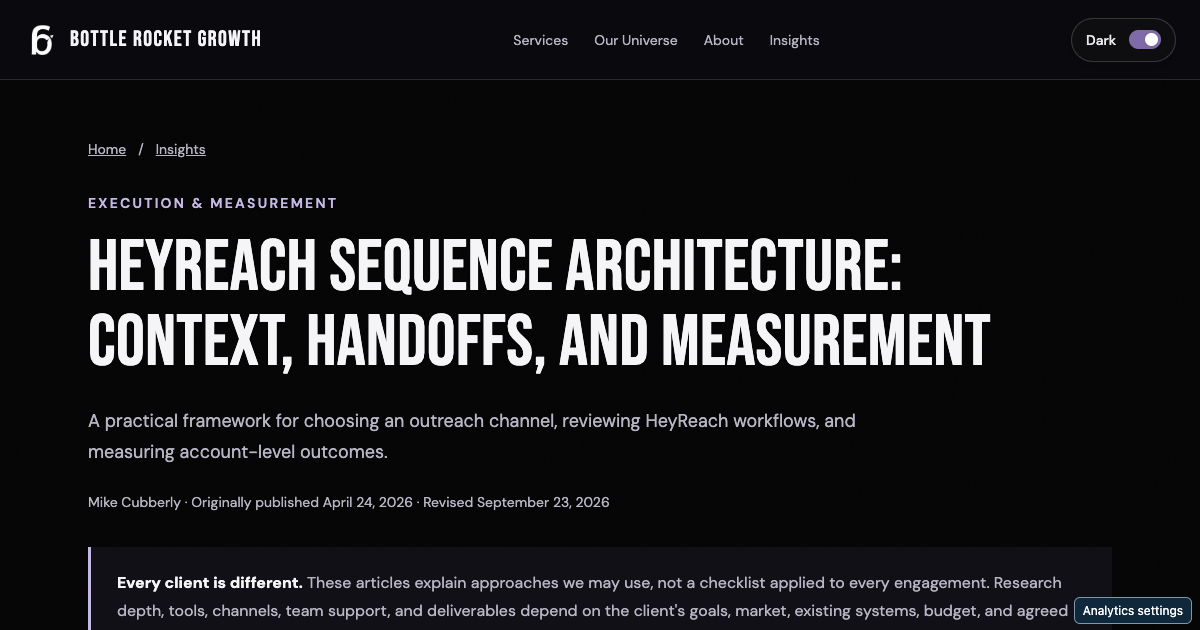 BOTTLE ROCKET GROWTH
Services
Our Universe
About
Insights
Dark
Home / Insights
EXECUTION & MEASUREMENT
HEYREACH SEQUENCE ARCHITECTURE:
CONTEXT, HANDOFFS, AND MEASUREMENT
A practical framework for choosing an outreach channel, reviewing HeyReach workflows, and
measuring account-level outcomes.
Mike Cubberly · Originally published April 24, 2026 · Revised September 23, 2026
Every client is different. These articles explain approaches we may use, not a checklist applied to every engagement. Research
depth, tools, channels, team support, and deliverables depend on the client's goals, market, existing systems, budget, and agreed
Analytics settings